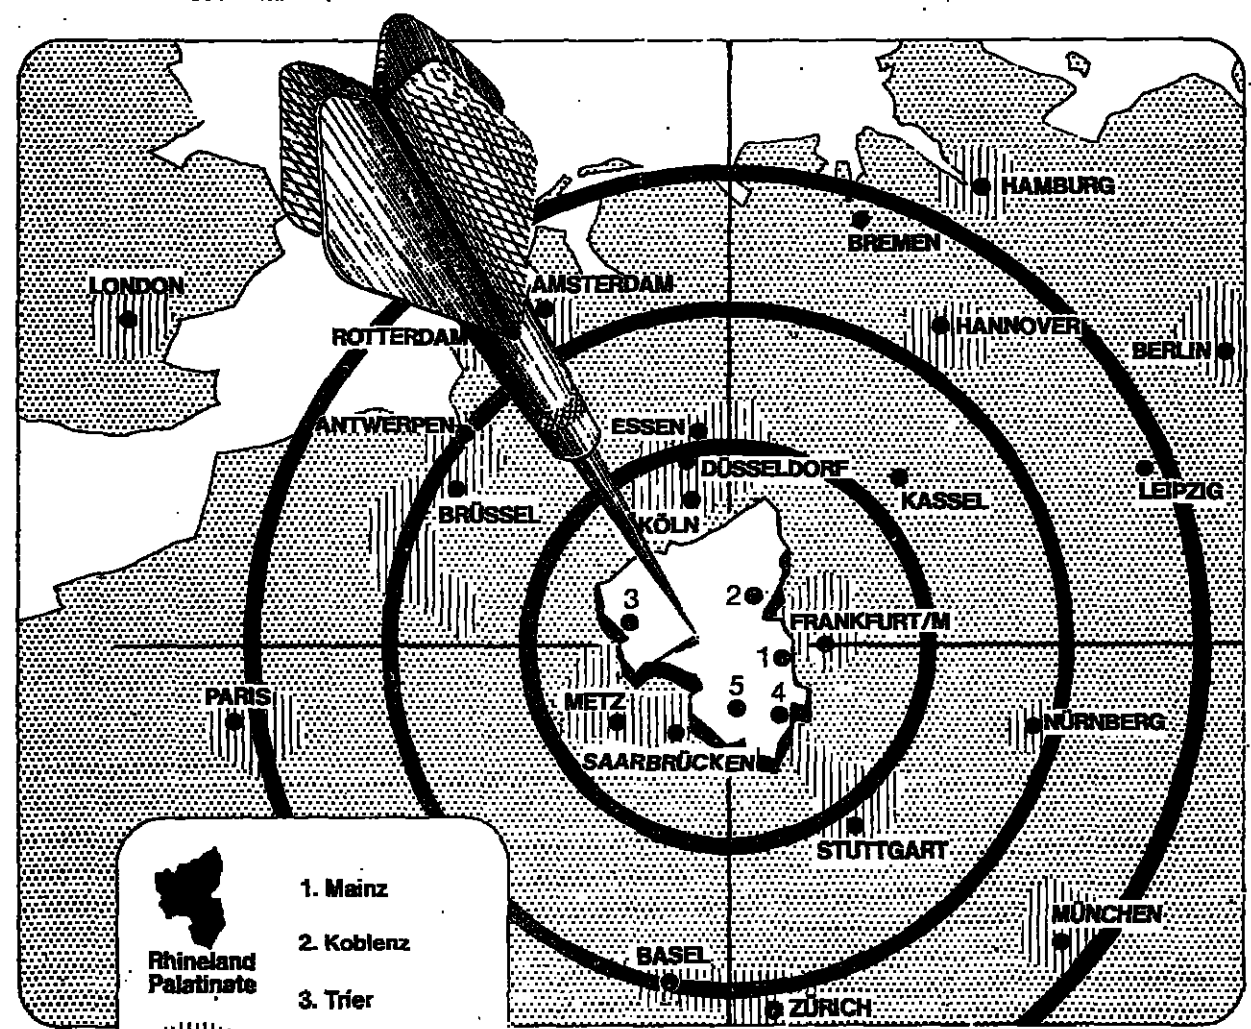 HAMBURG
BREMEN
LONDON
AMSTERDAM
ROTTERDAM
HANNOVER
BERLIN
ANTWERPEN
ESSEN
DÜSSELDORF
KASSEL
LEIPZIG
BRÜSSEL
KÖLN
2
3
FRANKFURT/M
1
PARIS
METZ
5
4
NÜRNBERG
SAARBRÜCKEN
STUTTGART
1. Mainz
MÜNCHEN
2. Koblenz
BASEL
Rhineland
Palatinate
3. Trier
ZÜRICH